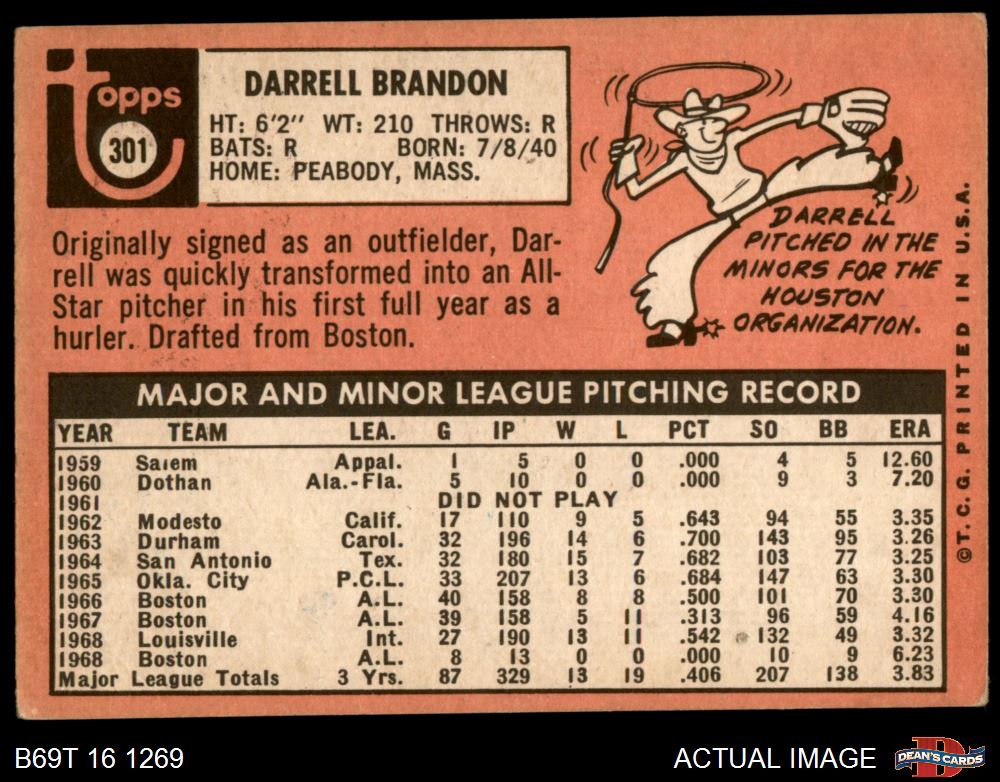 topps
301
DARRELL BRANDON
HT: 6'2" WT: 210 THROWS: R
BATS: R BORN: 7/8/40
HOME: PEABODY, MASS.
Originally signed as an outfielder, Dar-
rell was quickly transformed into an All-
Star pitcher in his first full year as a
hurler. Drafted from Boston.
DARRELL
PITCHED IN THE
MINORS FOR THE
HOUSTON
ORGANIZATION.
MAJOR AND MINOR LEAGUE PITCHING RECORD
YEAR TEAM LEA. G IP W L PCT SO BB ERA
1959 Salem Appal. 1 5 0 0 .000 4 5 12.60
1960 Dothan Ala.-Fla. 5 10 0 0 .000 9 3 7.20
1961 DID NOT PLAY
1962 Modesto Calif. 17 110 9 5 .643 94 55 3.35
1963 Durham Carol. 32 196 14 6 .700 143 95 3.26
1964 San Antonio Tex. 32 180 15 7 .682 103 77 3.25
1965 Okla. City P.C.L. 33 207 13 6 .684 147 63 3.30
1966 Boston A.L. 40 158 8 8 .500 101 70 3.30
1967 Boston A.L. 39 158 5 11 .313 96 59 4.16
1968 Louisville Int. 27 190 13 11 .542 132 49 3.32
1968 Boston A.L. 8 13 0 0 .000 10 9 6.23
Major League Totals 3 Yrs. 87 329 13 19 .406 207 138 3.83
©T.C.G. PRINTED IN U.S.A.
B69T 16 1269
ACTUAL IMAGE
D
DEAN'S CARDS